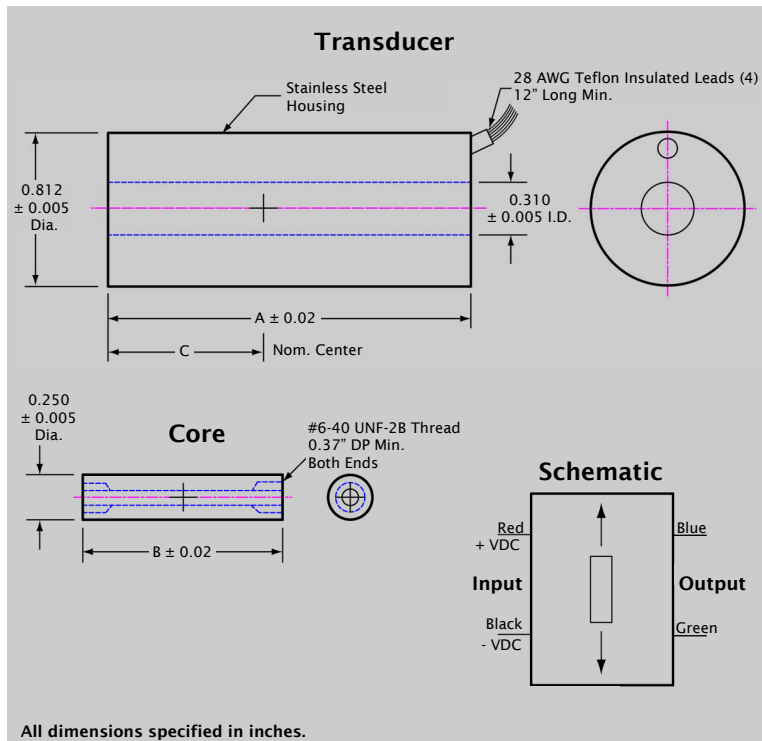 Transducer
Stainless Steel
Housing
28 AWG Teflon Insulated Leads (4)
12” Long Min.
0.812
± 0.005
Dia.
0.310
± 0.005 I.D.
A ± 0.02
C
Nom. Center
0.250
± 0.005
Dia.
Core
#6-40 UNF-2B Thread
0.37” DP Min.
Both Ends
B ± 0.02
Schematic
Red
+ VDC
Blue
Input
Output
Black
- VDC
Green
All dimensions specified in inches.